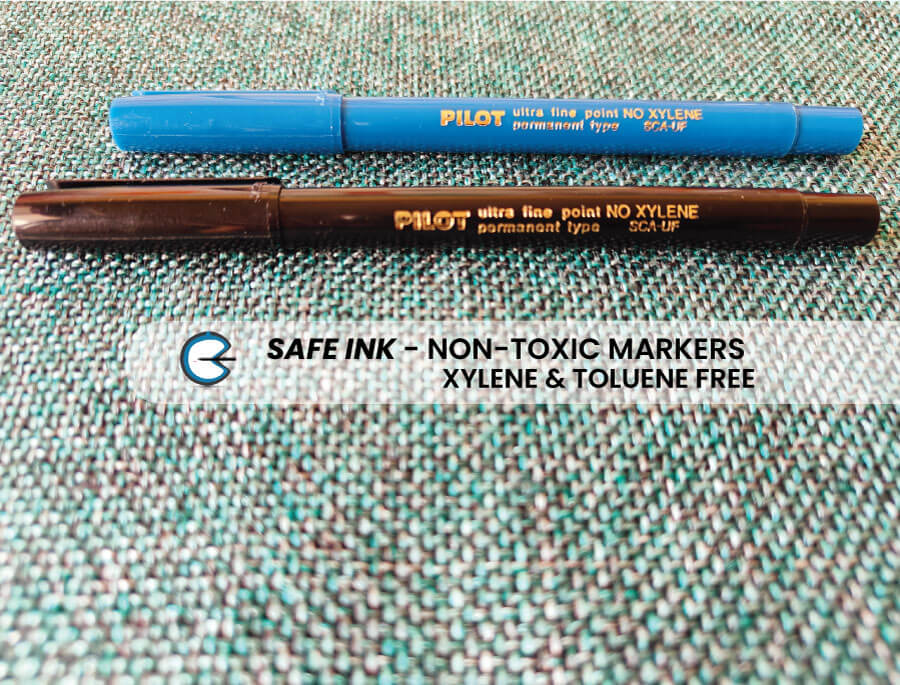 PILOT ultra fine point NO XYLENE
permanent type SCA-UF
PILOT ultra fine point NO XYLENE
permanent type SCA-UF
SAFE INK - NON-TOXIC MARKERS
XYLENE & TOLUENE FREE